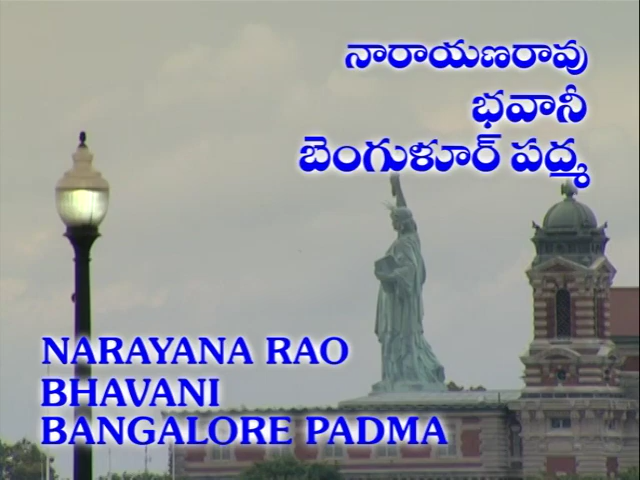 నారాయణరావు
భవానీ
బెంగుళూర్ పద్మ
NARAYANA RAO
BHAVANI
BANGALORE PADMA